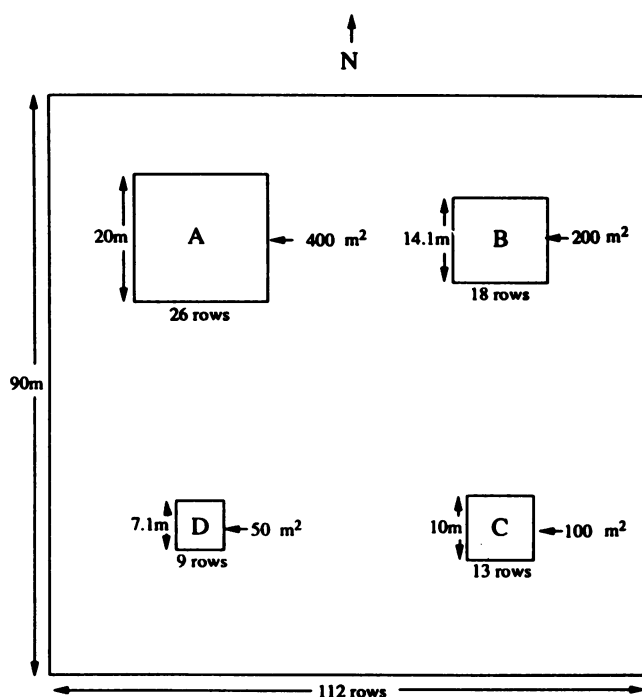 N
20m
A
400 m²
26 rows
14.1m
B
200 m²
18 rows
90m
7.1m
D
50 m²
9 rows
10m
C
100 m²
13 rows
112 rows